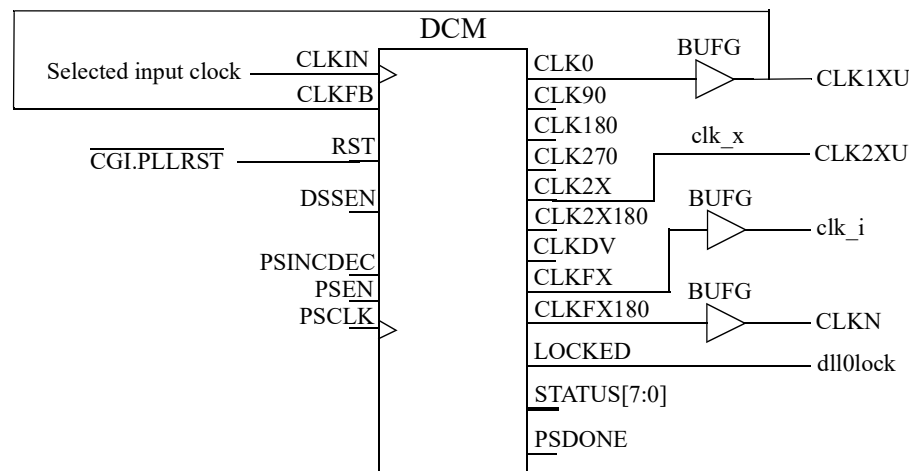 DCM
BUFG
CLKIN
CLK0
Selected input clock
CLK1XU
CLKFB
CLK90
CLK180
clk_x
CGI.PLLRST
RST
CLK270
CLK2XU
CLK2X
DSSEN
BUFG
CLK2X180
clk_i
CLKDV
PSINCDEC
CLKFX
PSEN
BUFG
PSCLK
CLKFX180
CLKN
LOCKED
dll0lock
STATUS[7:0]
PSDONE